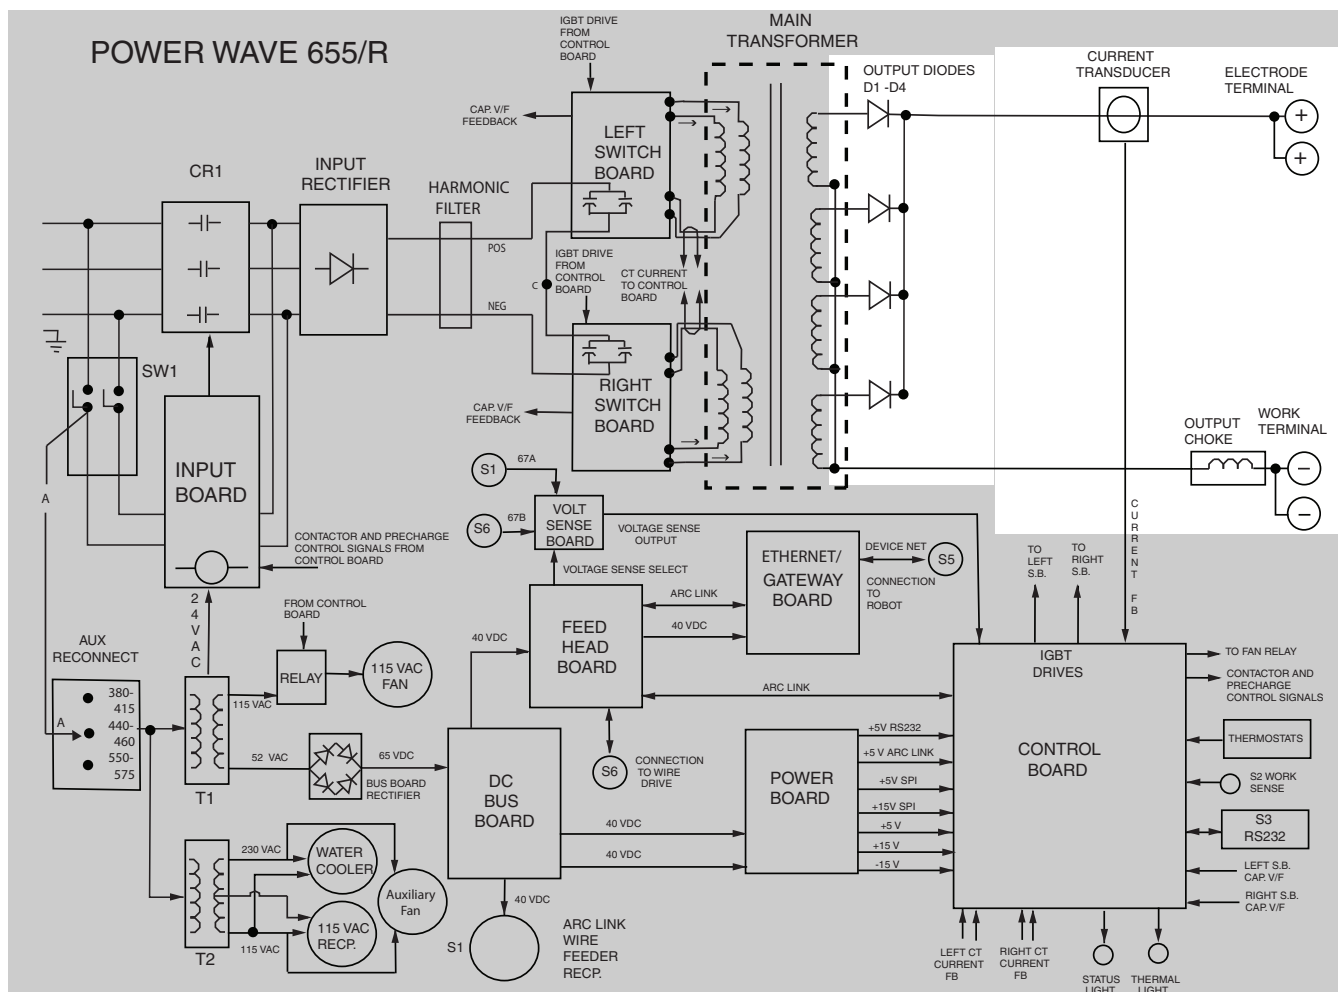 POWER WAVE 655/R
IGBT DRIVE
FROM
CONTROL
BOARD
MAIN
TRANSFORMER
OUTPUT DIODES
D1 -D4
CURRENT
TRANSDUCER
ELECTRODE
TERMINAL
+
+
CAP. V/F
FEEDBACK
LEFT
SWITCH
BOARD
CR1
INPUT
RECTIFIER
HARMONIC
FILTER
POS
NEG
C
IGBT DRIVE
FROM
CONTROL
BOARD
CT CURRENT
TO CONTROL
BOARD
RIGHT
SWITCH
BOARD
CAP. V/F
FEEDBACK
SW1
INPUT
BOARD
A
OUTPUT
CHOKE
WORK
TERMINAL
–
–
S1
67A
S6
67B
VOLT
SENSE
BOARD
VOLTAGE SENSE
OUTPUT
VOLTAGE SENSE SELECT
CONTACTOR AND PRECHARGE
CONTROL SIGNALS FROM
CONTROL BOARD
24VAC
FROM CONTROL
BOARD
RELAY
115 VAC
FAN
115 VAC
40 VDC
FEED
HEAD
BOARD
ARC LINK
40 VDC
ETHERNET/
GATEWAY
BOARD
DEVICE NET
S5
CONNECTION
TO
ROBOT
TO
LEFT
S.B.
TO
RIGHT
S.B.
CURRENT FB
ARC LINK
AUX
RECONNECT
380-
415
440-
460
550-
575
A
T1
52 VAC
65 VDC
BUS BOARD
RECTIFIER
DC
BUS
BOARD
S6
CONNECTION
TO WIRE
DRIVE
40 VDC
40 VDC
POWER
BOARD
+5V RS232
+5 V ARC LINK
+5V SPI
+15V SPI
+5 V
+15 V
-15 V
IGBT
DRIVES
CONTROL
BOARD
TO FAN RELAY
CONTACTOR AND
PRECHARGE
CONTROL SIGNALS
THERMOSTATS
S2 WORK
SENSE
S3
RS232
LEFT S.B.
CAP. V/F
RIGHT S.B.
CAP. V/F
T2
230 VAC
115 VAC
WATER
COOLER
115 VAC
RECP.
Auxiliary
Fan
40 VDC
S1
ARC LINK
WIRE
FEEDER
RECP.
LEFT CT
CURRENT
FB
RIGHT CT
CURRENT
FB
STATUS
LIGHT
THERMAL
LIGHT